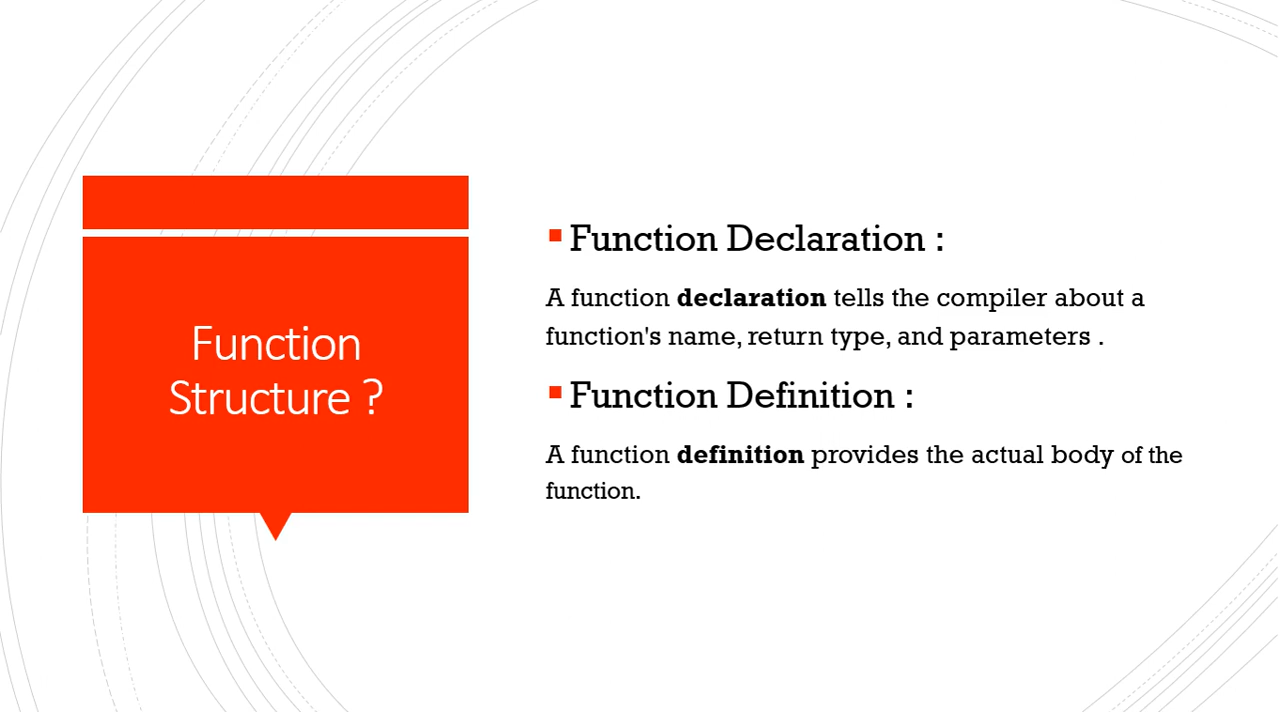 Function
Structure ?
Function Declaration :
A function declaration tells the compiler about a
function's name, return type, and parameters .
Function Definition :
A function definition provides the actual body of the
function.